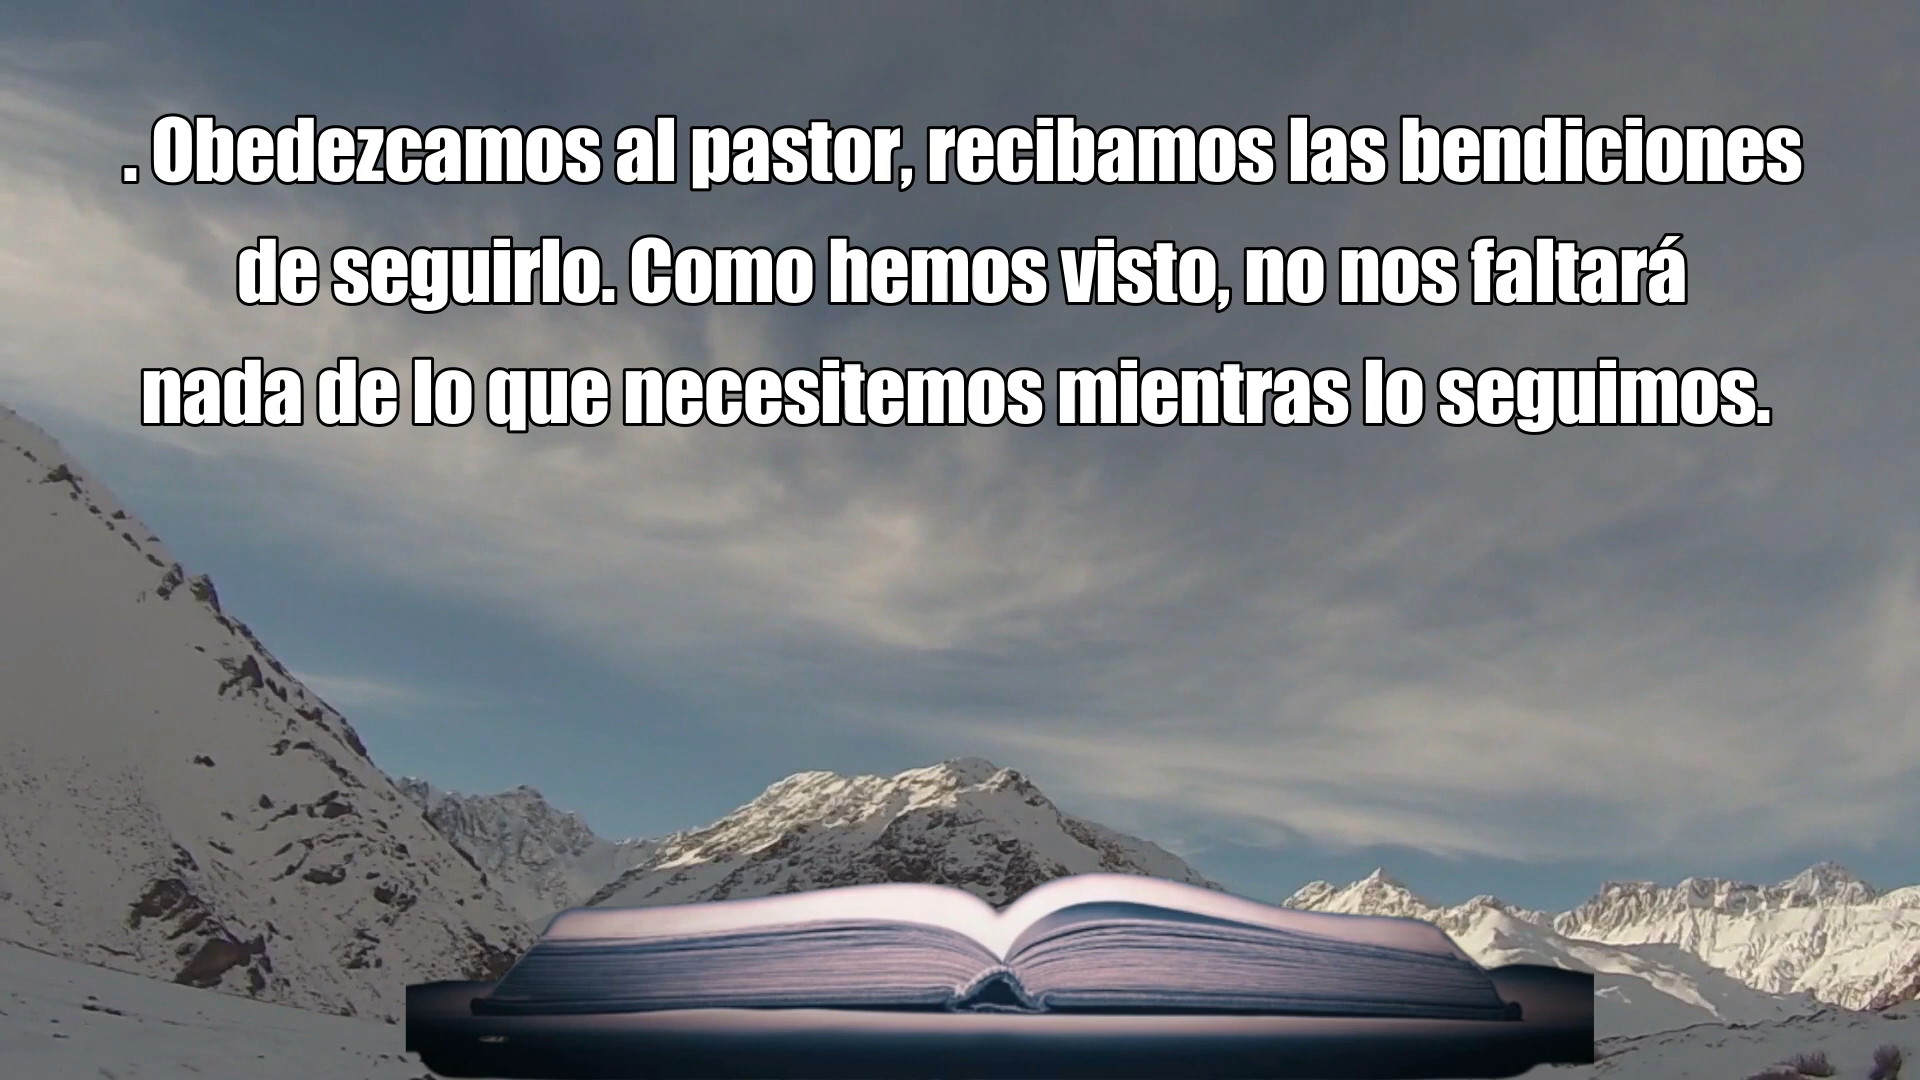 . Obedezcamos al pastor, recibamos las bendiciones
de seguirlo. Como hemos visto, no nos faltará
nada de lo que necesitemos mientras lo seguimos.